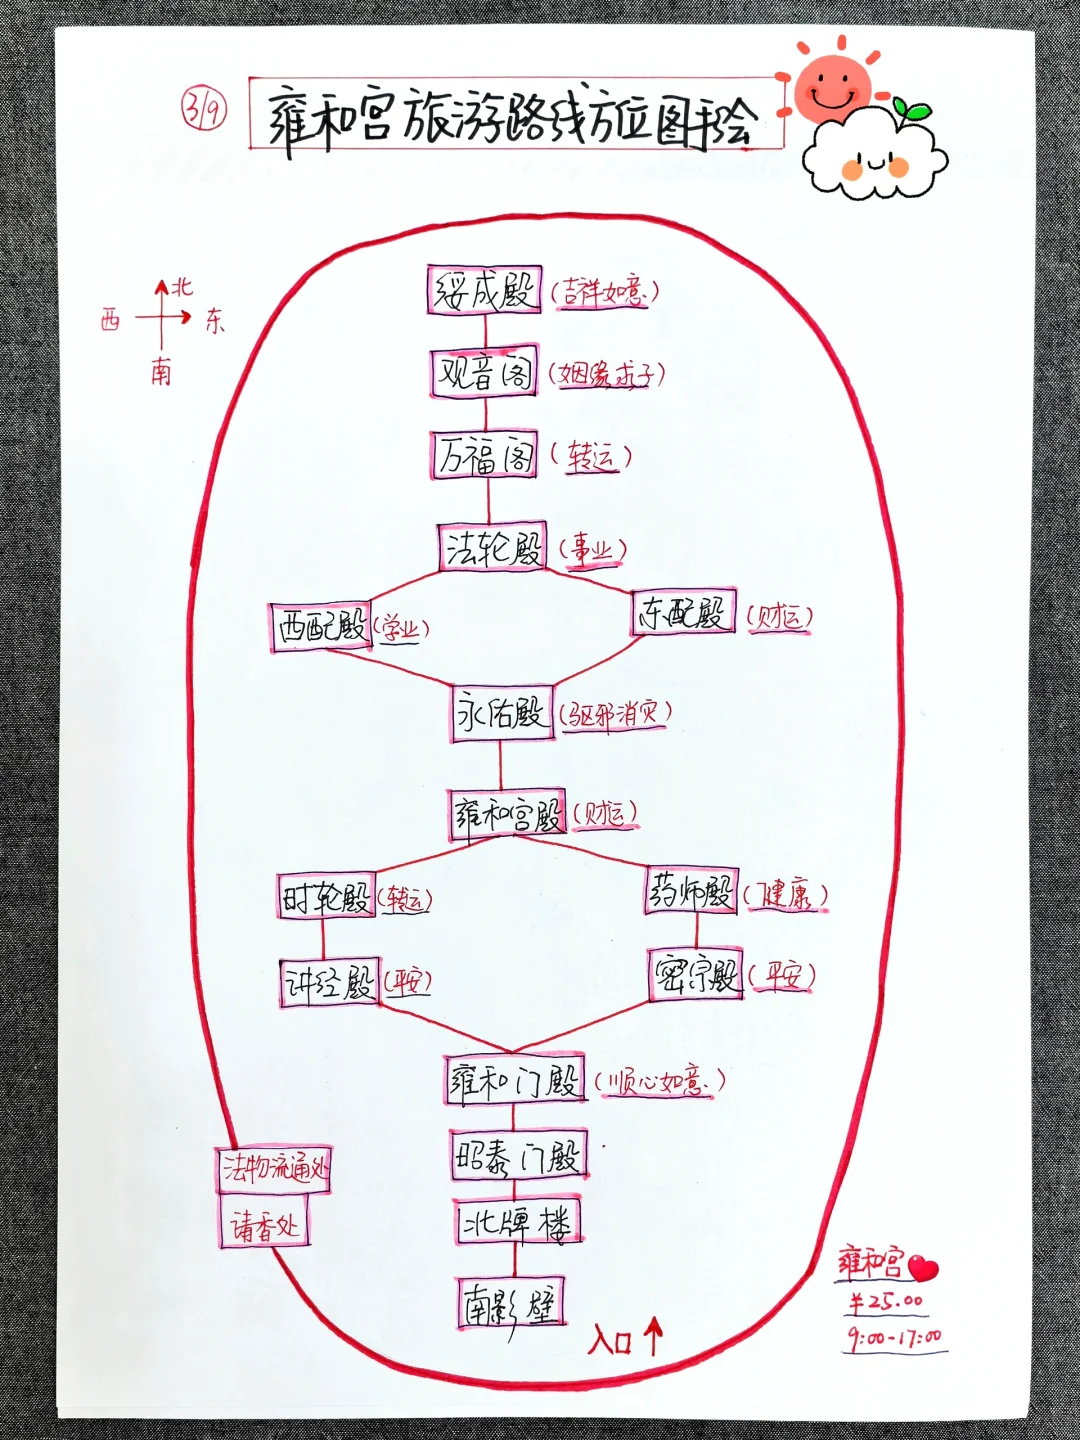 3/9
雍和宫旅游路线方位图手绘
北
西 东
南
绥成殿 (吉祥如意)
观音阁 (姻缘求子)
万福阁 (转运)
法轮殿 (事业)
西配殿 (学业) 东配殿 (财运)
永佑殿 (驱邪消灾)
雍和宫殿 (财运)
时轮殿 (转运) 药师殿 (健康)
讲经殿 (平安) 密宗殿 (平安)
雍和门殿 (顺心如意)
昭泰门殿
法物流通处
北牌楼
请香处
南影壁
入口
雍和宫
¥25.00
9:00-17:00